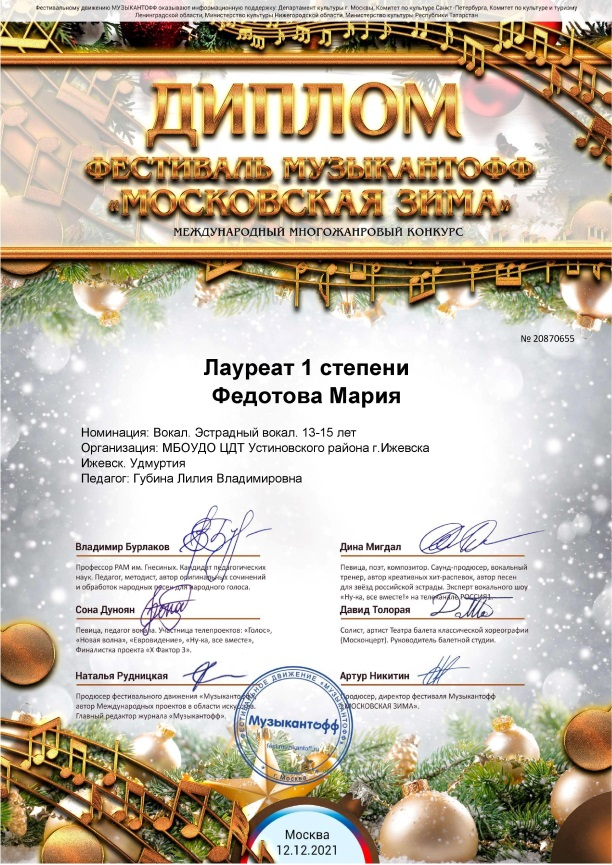 Фестивальному движению МУЗЫКАНТОФФ оказывают информационную поддержку: Департамент культуры г. Москвы, Комитет по культуре Санкт-Петербурга, Комитет по культуре и туризму
Ленинградской области, Министерство культуры Нижегородской области, Министерство культуры Республики Татарстан
ДИПЛОМ
ФЕСТИВАЛЬ МУЗЫКАНТОФФ
«МОСКОВСКАЯ ЗИМА»
МЕЖДУНАРОДНЫЙ МНОГОЖАНРОВЫЙ КОНКУРС
№ 20870655
Лауреат 1 степени
Федотова Мария
Номинация: Вокал. Эстрадный вокал. 13-15 лет
Организация: МБОУДО ЦДТ Устиновского района г.Ижевска
Ижевск. Удмуртия
Педагог: Губина Лилия Владимировна
Владимир Бурлаков
Профессор РАМ им. Гнесиных. Кандидат педагогических
наук. Педагог, методист, автор оригинальных сочинений
и обработок народных песен для народного голоса.
Сона Дуноян
Певица, педагог вокала. Участница телепроектов: «Голос»,
«Новая волна», «Евровидение», «Ну-ка, все вместе»,
Финалистка проекта «X Фактор 3».
Наталья Рудницкая
Продюсер фестивального движения «Музыкантофф»,
автор Международных проектов в области искусства.
Главный редактор журнала «Музыкантофф».
Дина Мигдал
Певица, поэт, композитор. Саунд-продюсер, вокальный
тренер, автор креативных хит-распевок, автор песен
для звёзд российской эстрады. Эксперт вокального шоу
«Ну-ка, все вместе!» на телеканале РОССИЯ1.
Давид Толорая
Солист, артист Театра балета классической хореографии
(Москонцерт). Руководитель балетной студии.
Артур Никитин
Продюсер, директор фестиваля Музыкантофф
«МОСКОВСКАЯ ЗИМА».
ФЕСТИВАЛЬНОЕ ДВИЖЕНИЕ «МУЗЫКАНТОФФ»
Музыкантофф
festmuzikantoff.ru
г. Москва
Москва
12.12.2021